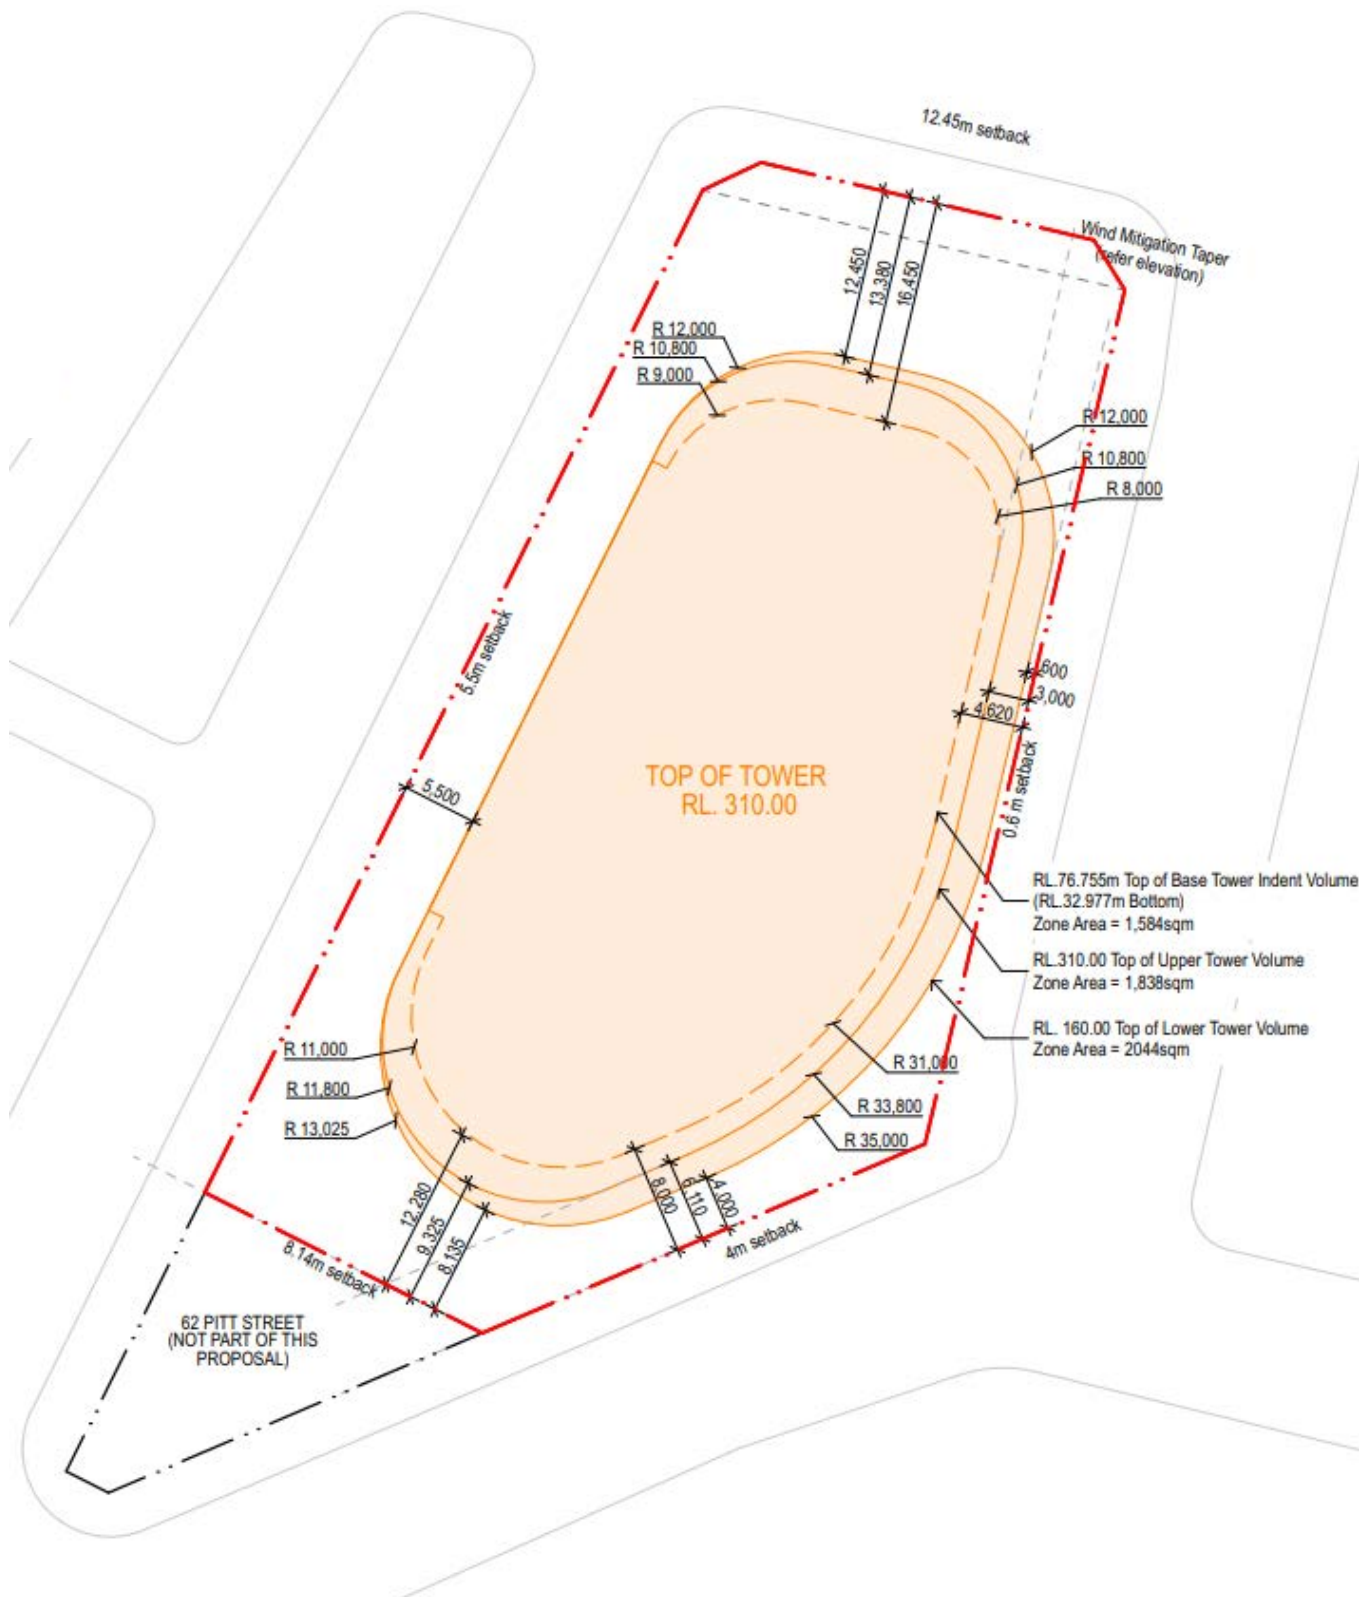 12.45m setback
Wind Mitigation Taper
(refer elevation)
12,450
13,380
16,450
R 12,000
R 10,800
R 9,000
R 12,000
R 10,800
R 8,000
5.5m setback
600
3,000
4,620
TOP OF TOWER
RL. 310.00
5,500
0.6 m setback
RL.76.755m Top of Base Tower Indent Volume
(RL.32.977m Bottom)
Zone Area = 1,584sqm
RL.310.00 Top of Upper Tower Volume
Zone Area = 1,838sqm
RL. 160.00 Top of Lower Tower Volume
Zone Area = 2044sqm
R 11,000
R 11,800
R 13,025
R 31,000
R 33,800
R 35,000
12,280
9,325
8,135
8,000
6,110
4,000
4m setback
8.14m setback
62 PITT STREET
(NOT PART OF THIS
PROPOSAL)